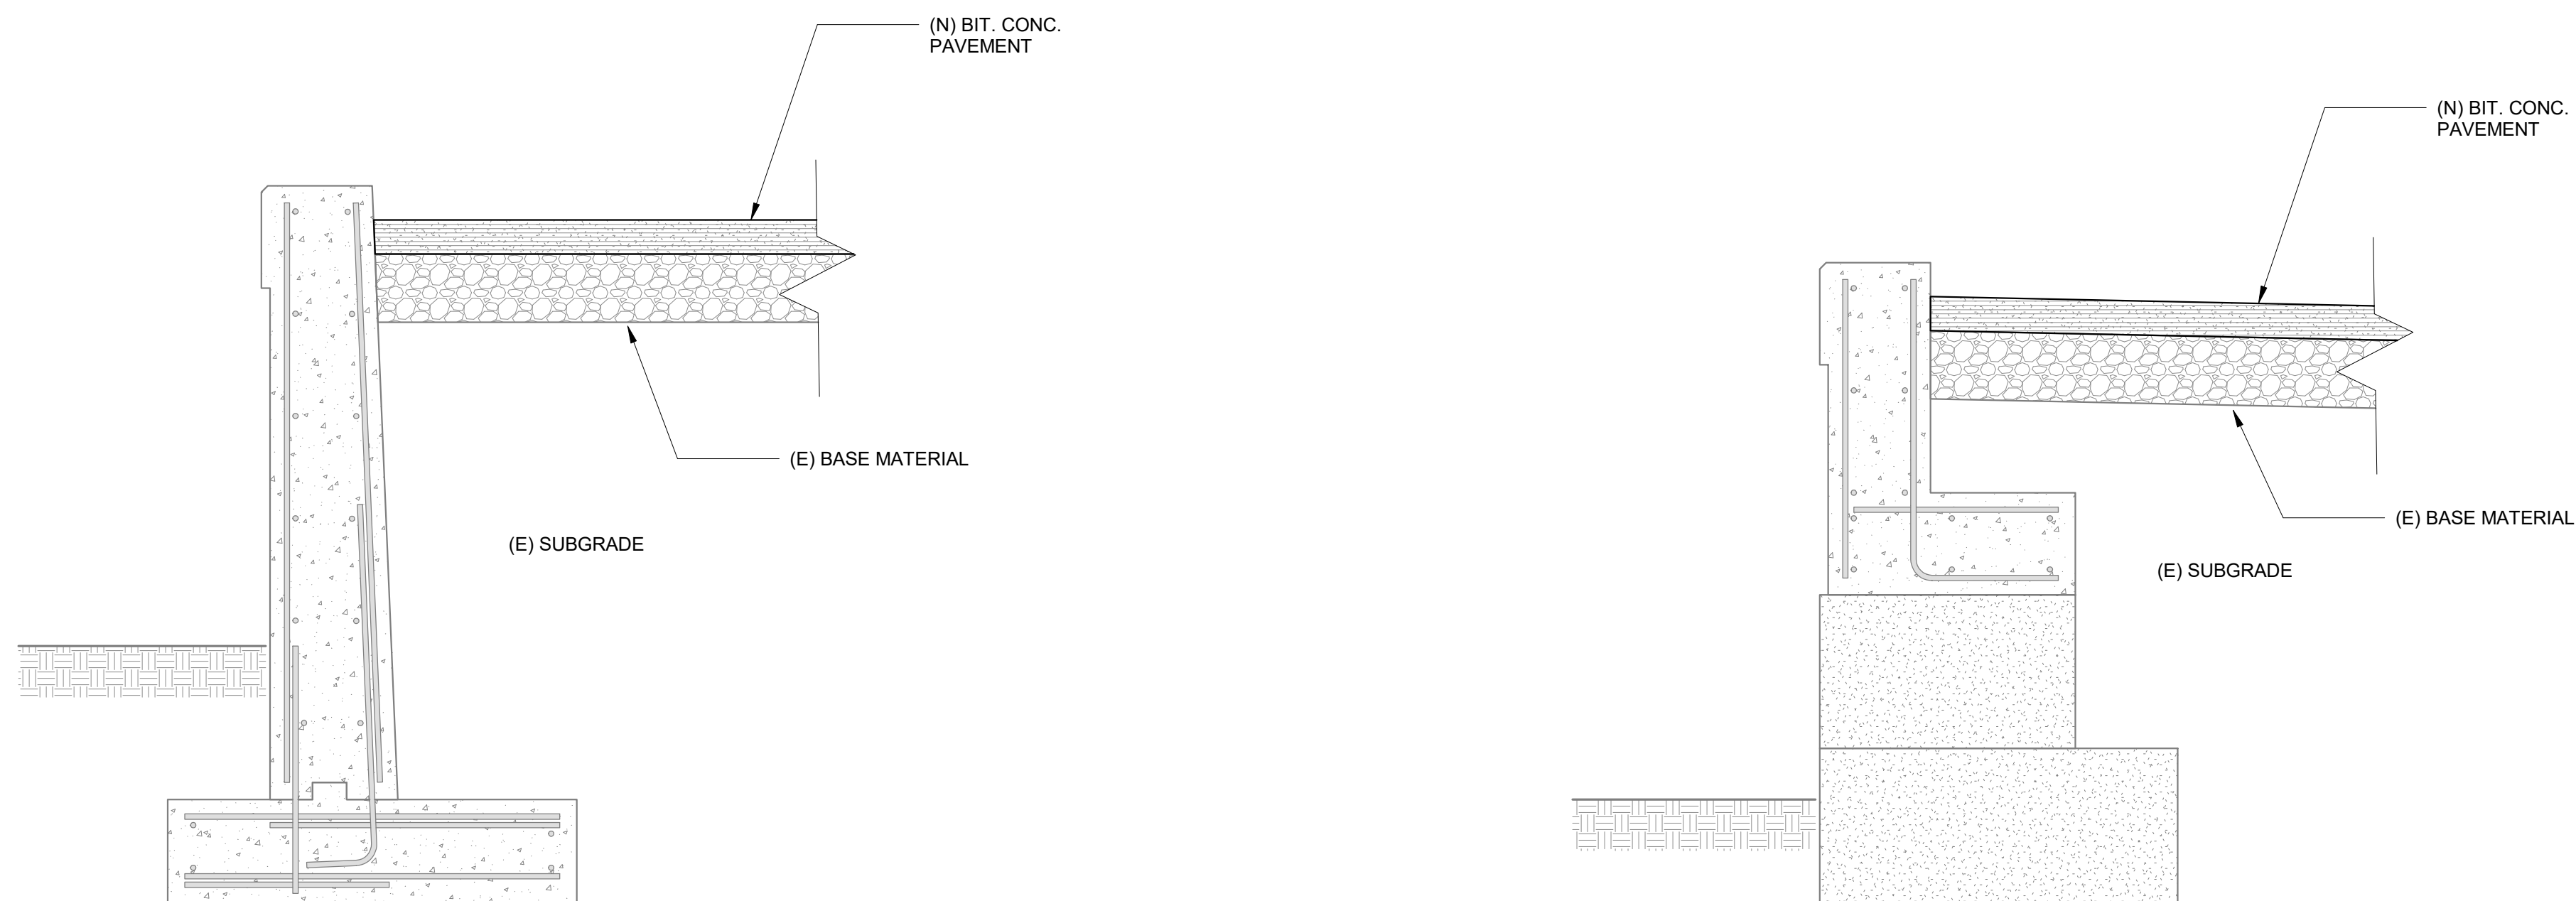 (N) BIT. CONC.
PAVEMENT
(E) BASE MATERIAL
(E) SUBGRADE
(N) BIT. CONC.
PAVEMENT
(E) BASE MATERIAL
(E) SUBGRADE